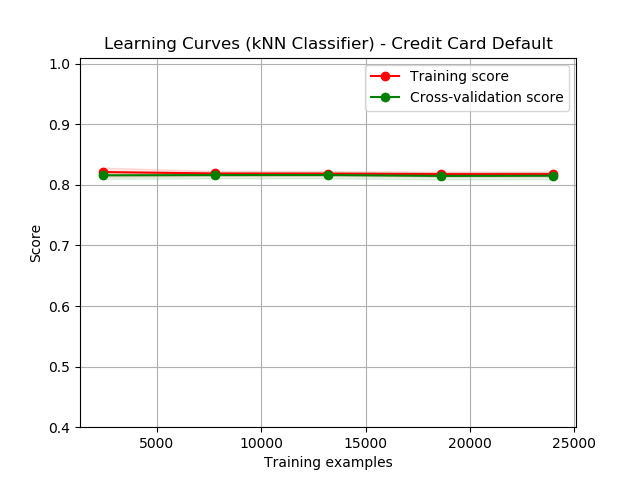 Learning Curves (kNN Classifier) - Credit Card Default
Training score
Cross-validation score
1.0
0.9
0.8
0.7
0.6
0.5
0.4
Score
5000 10000 15000 20000 25000
Training examples